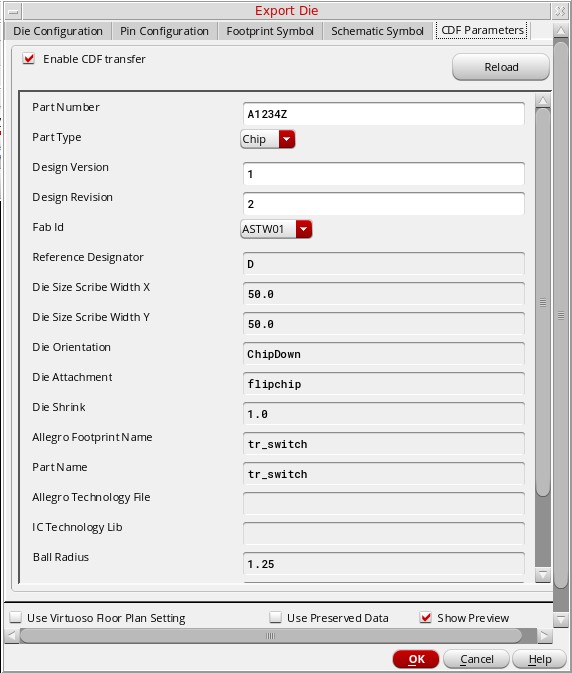 Export Die
Die Configuration Pin Configuration Footprint Symbol Schematic Symbol CDF Parameters
Enable CDF transfer
Reload
Part Number A1234Z
Part Type Chip
Design Version 1
Design Revision 2
Fab Id ASTW01
Reference Designator D
Die Size Scribe Width X 50.0
Die Size Scribe Width Y 50.0
Die Orientation ChipDown
Die Attachment flipchip
Die Shrink 1.0
Allegro Footprint Name tr_switch
Part Name tr_switch
Allegro Technology File
IC Technology Lib
Ball Radius 1.25
Use Virtuoso Floor Plan Setting Use Preserved Data Show Preview
OK Cancel Help